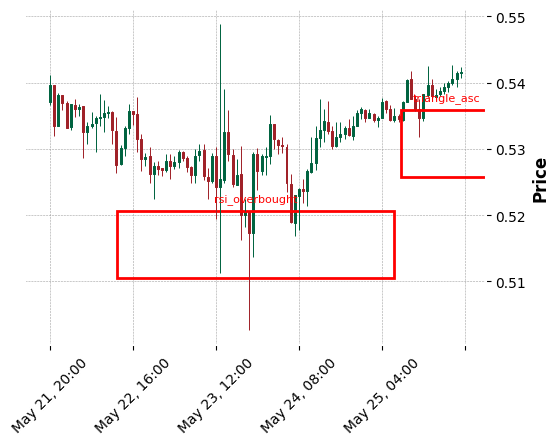 0.55
0.54
triangle_asc
0.53
rsi_overbought
0.52
0.51
Price
May 21, 20:00
May 22, 16:00
May 23, 12:00
May 24, 08:00
May 25, 04:00